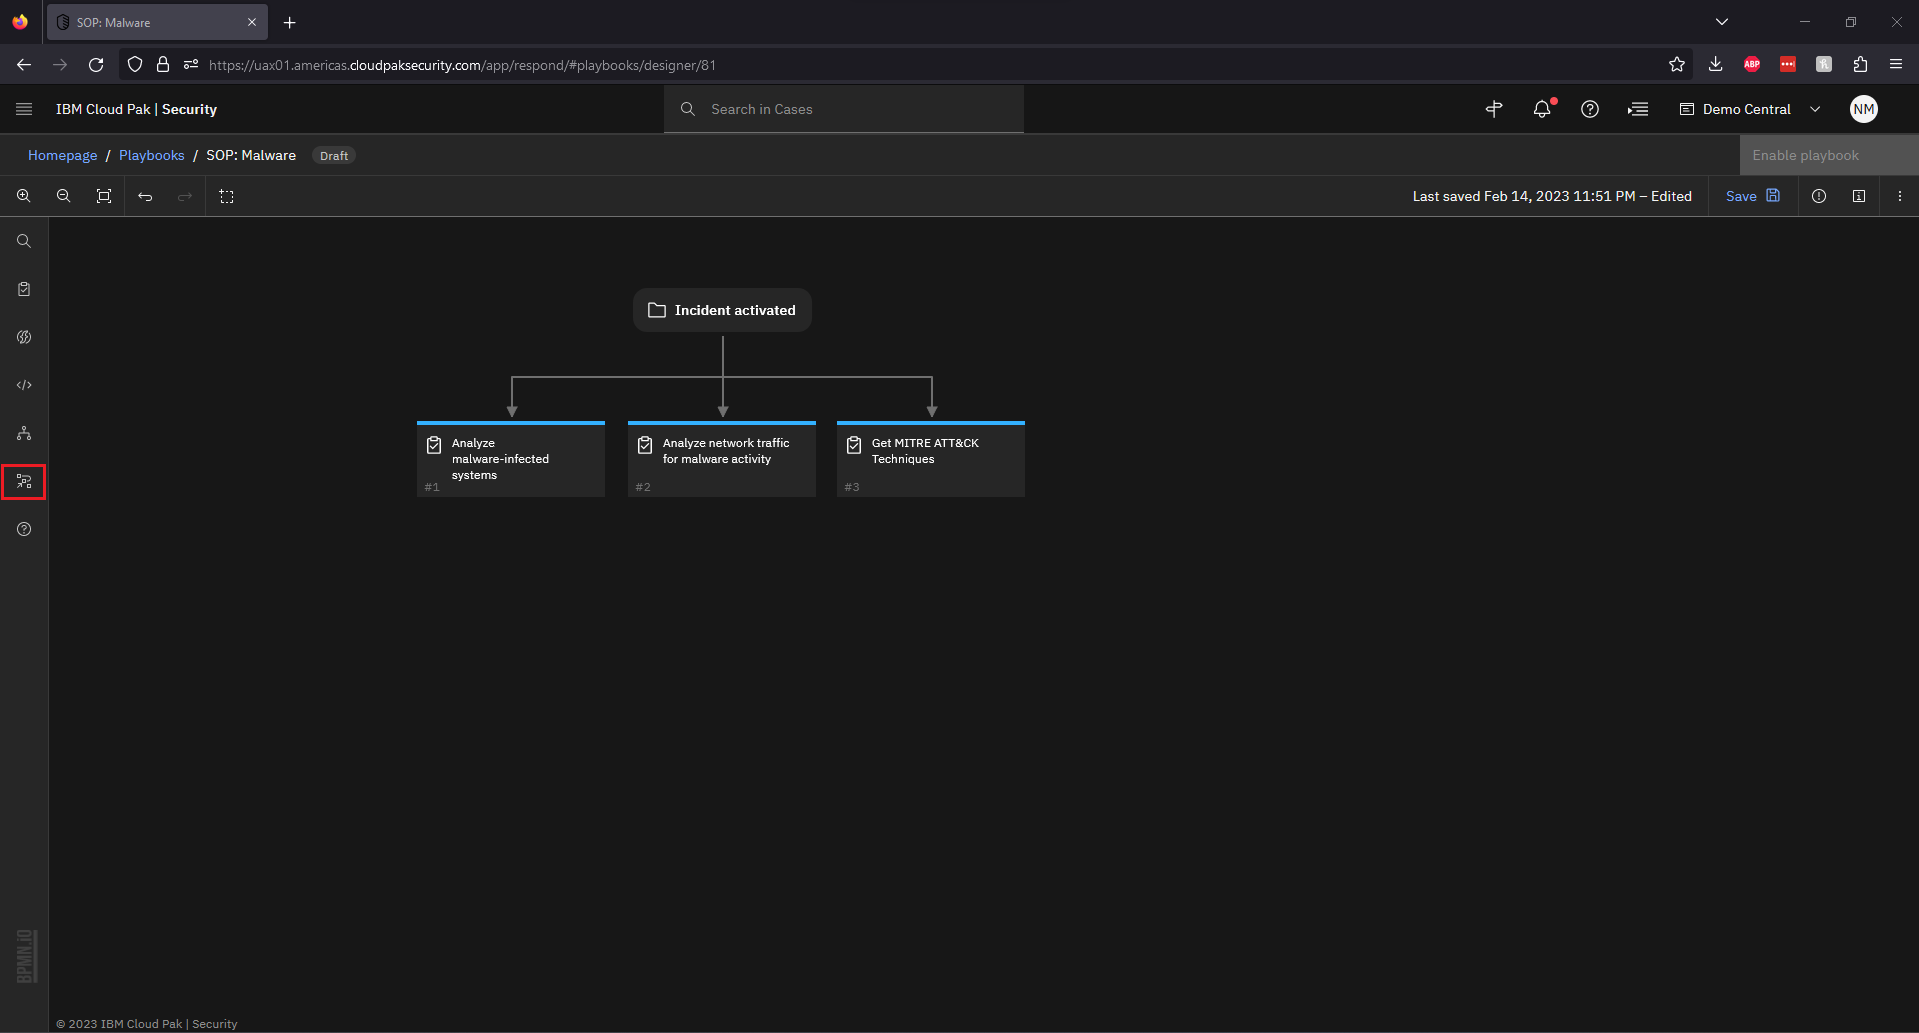 SOP: Malware
https://uax01.americas.cloudpaksecurity.com/app/respond/#playbooks/designer/81
ABP
IBM Cloud Pak | Security
Search in Cases
Demo Central
NM
Homepage / Playbooks / SOP: Malware Draft
Enable playbook
Last saved Feb 14, 2023 11:51 PM – Edited
Save
Incident activated
Analyze
malware-infected
systems
#1
Analyze network traffic
for malware activity
#2
Get MITRE ATT&CK
Techniques
#3
BPMN.iO
© 2023 IBM Cloud Pak | Security